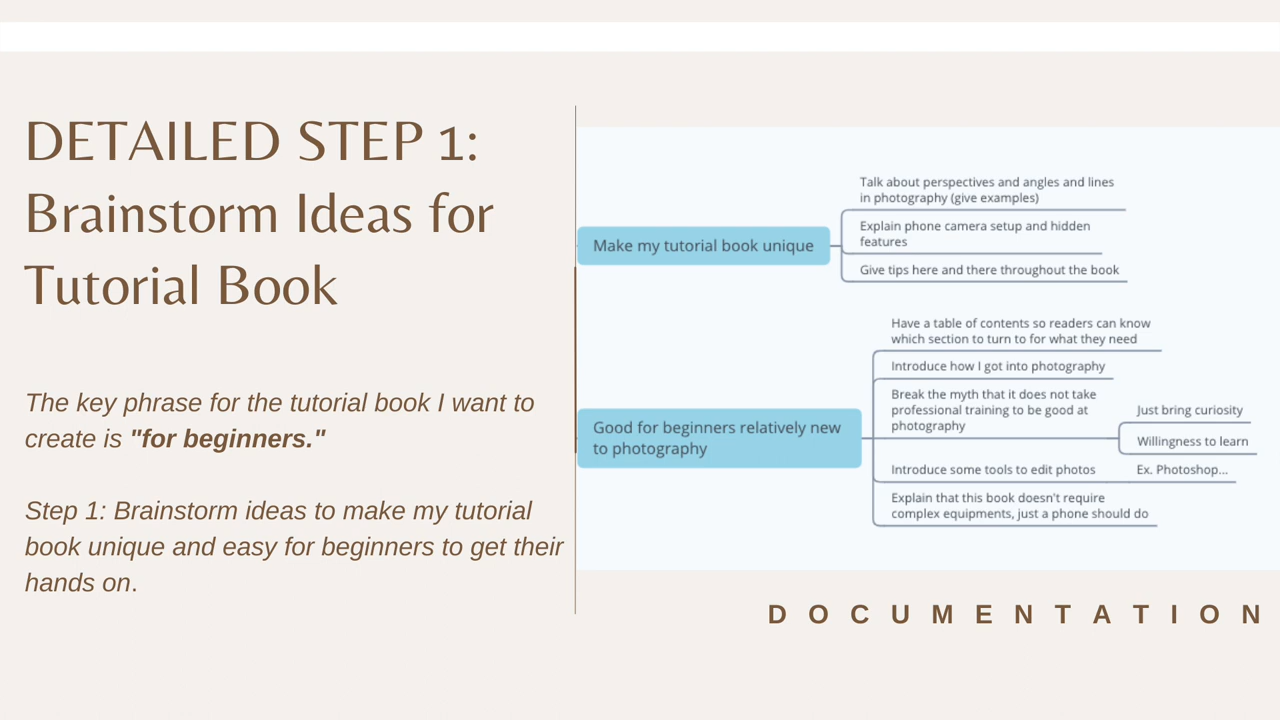 DETAILED STEP 1:
Brainstorm Ideas for
Tutorial Book
The key phrase for the tutorial book I want to
create is "for beginners."
Step 1: Brainstorm ideas to make my tutorial
book unique and easy for beginners to get their
hands on.
Make my tutorial book unique
Talk about perspectives and angles and lines
in photography (give examples)
Explain phone camera setup and hidden
features
Give tips here and there throughout the book
Good for beginners relatively new
to photography
Have a table of contents so readers can know
which section to turn to for what they need
Introduce how I got into photography
Break the myth that it does not take
professional training to be good at
photography
Just bring curiosity
Willingness to learn
Introduce some tools to edit photos
Ex. Photoshop...
Explain that this book doesn't require
complex equipments, just a phone should do
DOCUMENTATION